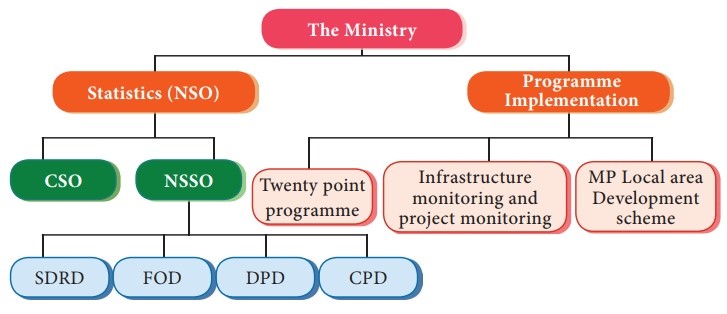 The Ministry
Statistics (NSO)
Programme
Implementation
CSO
NSSO
Twenty point
programme
Infrastructure
monitoring and
project monitoring
MP Local area
Development
scheme
SDRD
FOD
DPD
CPD